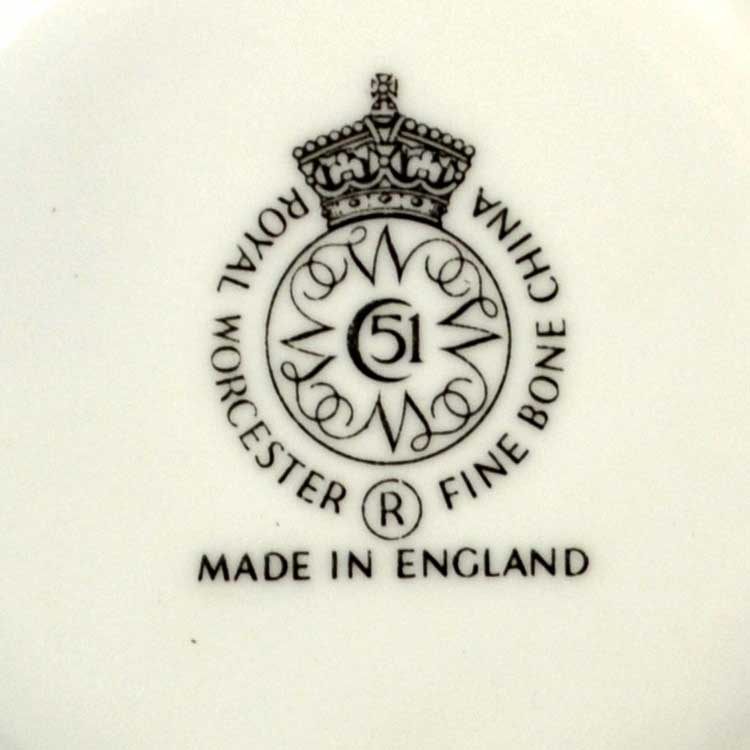 ROYAL WORCESTER ® FINE BONE CHINA
C51
MADE IN ENGLAND